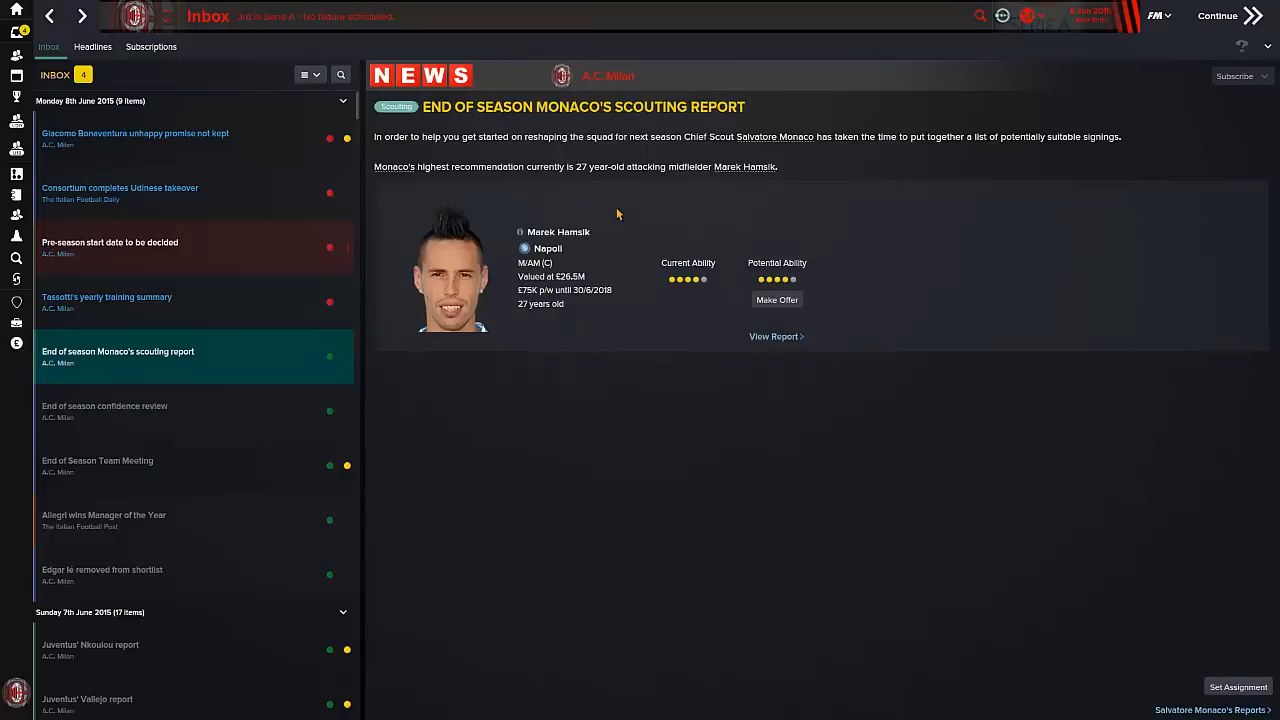 4
Inbox
3rd in Serie A - No fixture scheduled.
FM
Continue
Inbox Headlines Subscriptions
INBOX 4
Monday 8th June 2015 (9 items)
Giacomo Bonaventura unhappy promise not kept
A.C. Milan
Consortium completes Udinese takeover
The Italian Football Daily
Pre-season start date to be decided
A.C. Milan
Tassotti's yearly training summary
A.C. Milan
End of season Monaco's scouting report
A.C. Milan
End of season confidence review
A.C. Milan
End of Season Team Meeting
A.C. Milan
Allegri wins Manager of the Year
The Italian Football Post
Edgar Ié removed from shortlist
A.C. Milan
Sunday 7th June 2015 (17 items)
Juventus' Nkoulou report
A.C. Milan
Juventus' Vallejo report
A.C. Milan
NEWS
A.C. Milan
Subscribe
Scouting END OF SEASON MONACO'S SCOUTING REPORT
In order to help you get started on reshaping the squad for next season Chief Scout Salvatore Monaco has taken the time to put together a list of potentially suitable signings.
Monaco's highest recommendation currently is 27 year-old attacking midfielder Marek Hamsik.
Marek Hamsik
Napoli
M/AM (C)
Valued at £26.5M
£75K p/w until 30/6/2018
27 years old
Current Ability
Potential Ability
Make Offer
View Report >
Set Assignment
Salvatore Monaco's Reports >